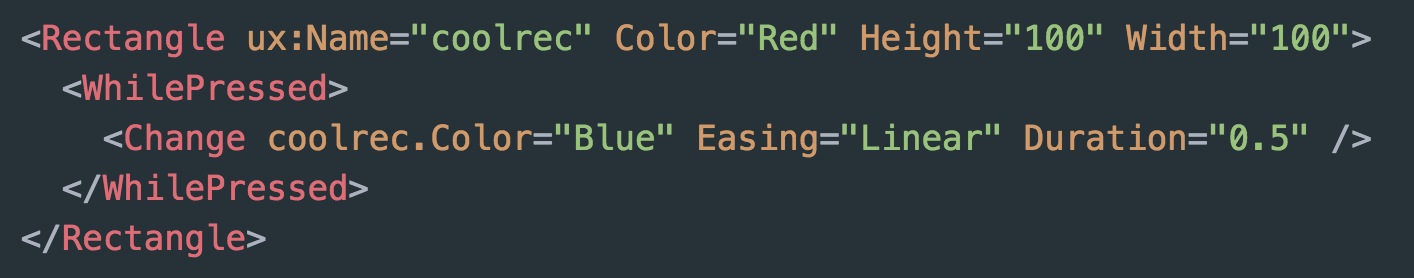 <Rectangle ux:Name="coolrec" Color="Red" Height="100" Width="100">
  <WhilePressed>
    <Change coolrec.Color="Blue" Easing="Linear" Duration="0.5" />
  </WhilePressed>
</Rectangle>